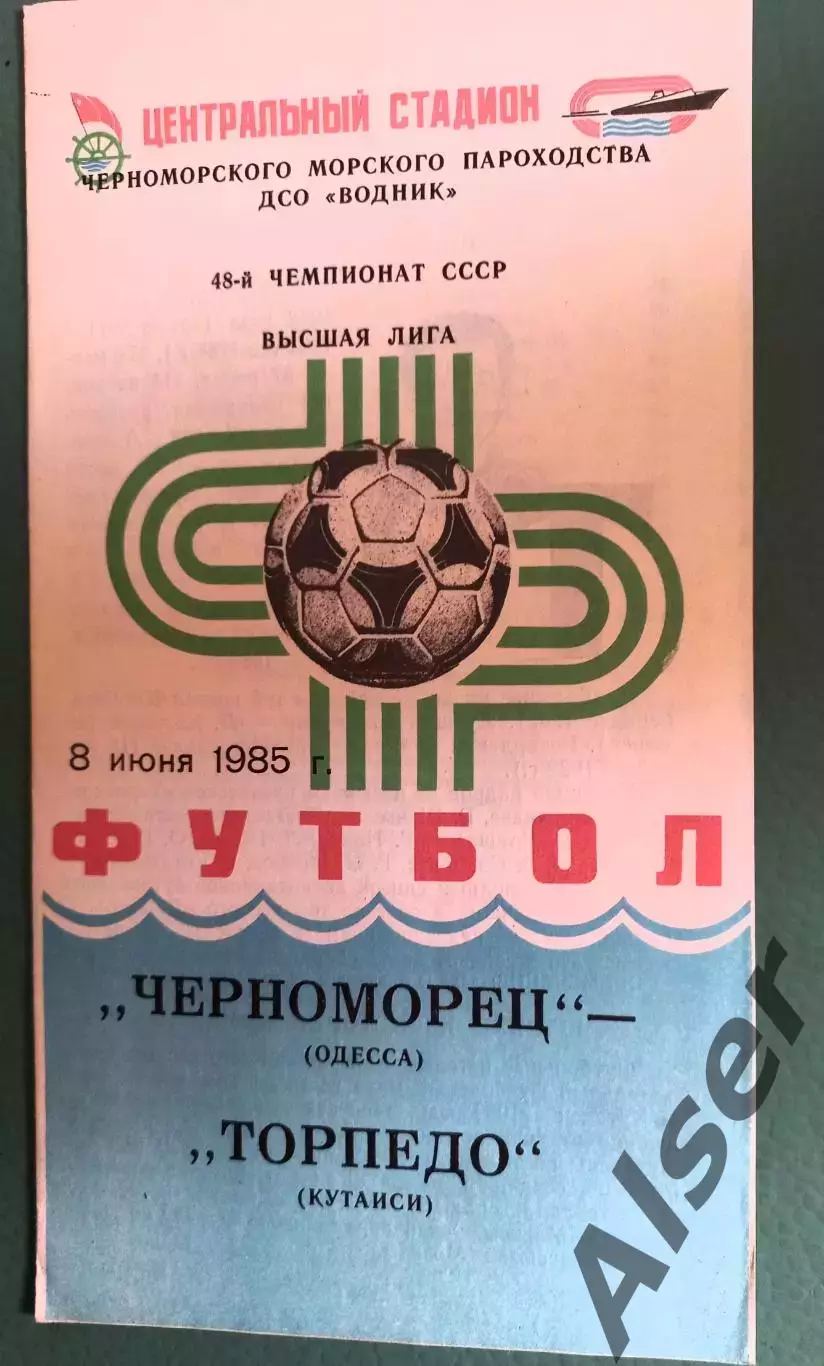 ЦЕНТРАЛЬНЫЙ СТАДИОН
ЧЕРНОМОРСКОГО МОРСКОГО ПАРОХОДСТВА
ДСО «ВОДНИК»
48-й ЧЕМПИОНАТ СССР
ВЫСШАЯ ЛИГА
8 июня 1985 г.
ФУТБОЛ
„ЧЕРНОМОРЕЦ“—
(ОДЕССА)
„ТОРПЕДО“
(КУТАИСИ)
Alser